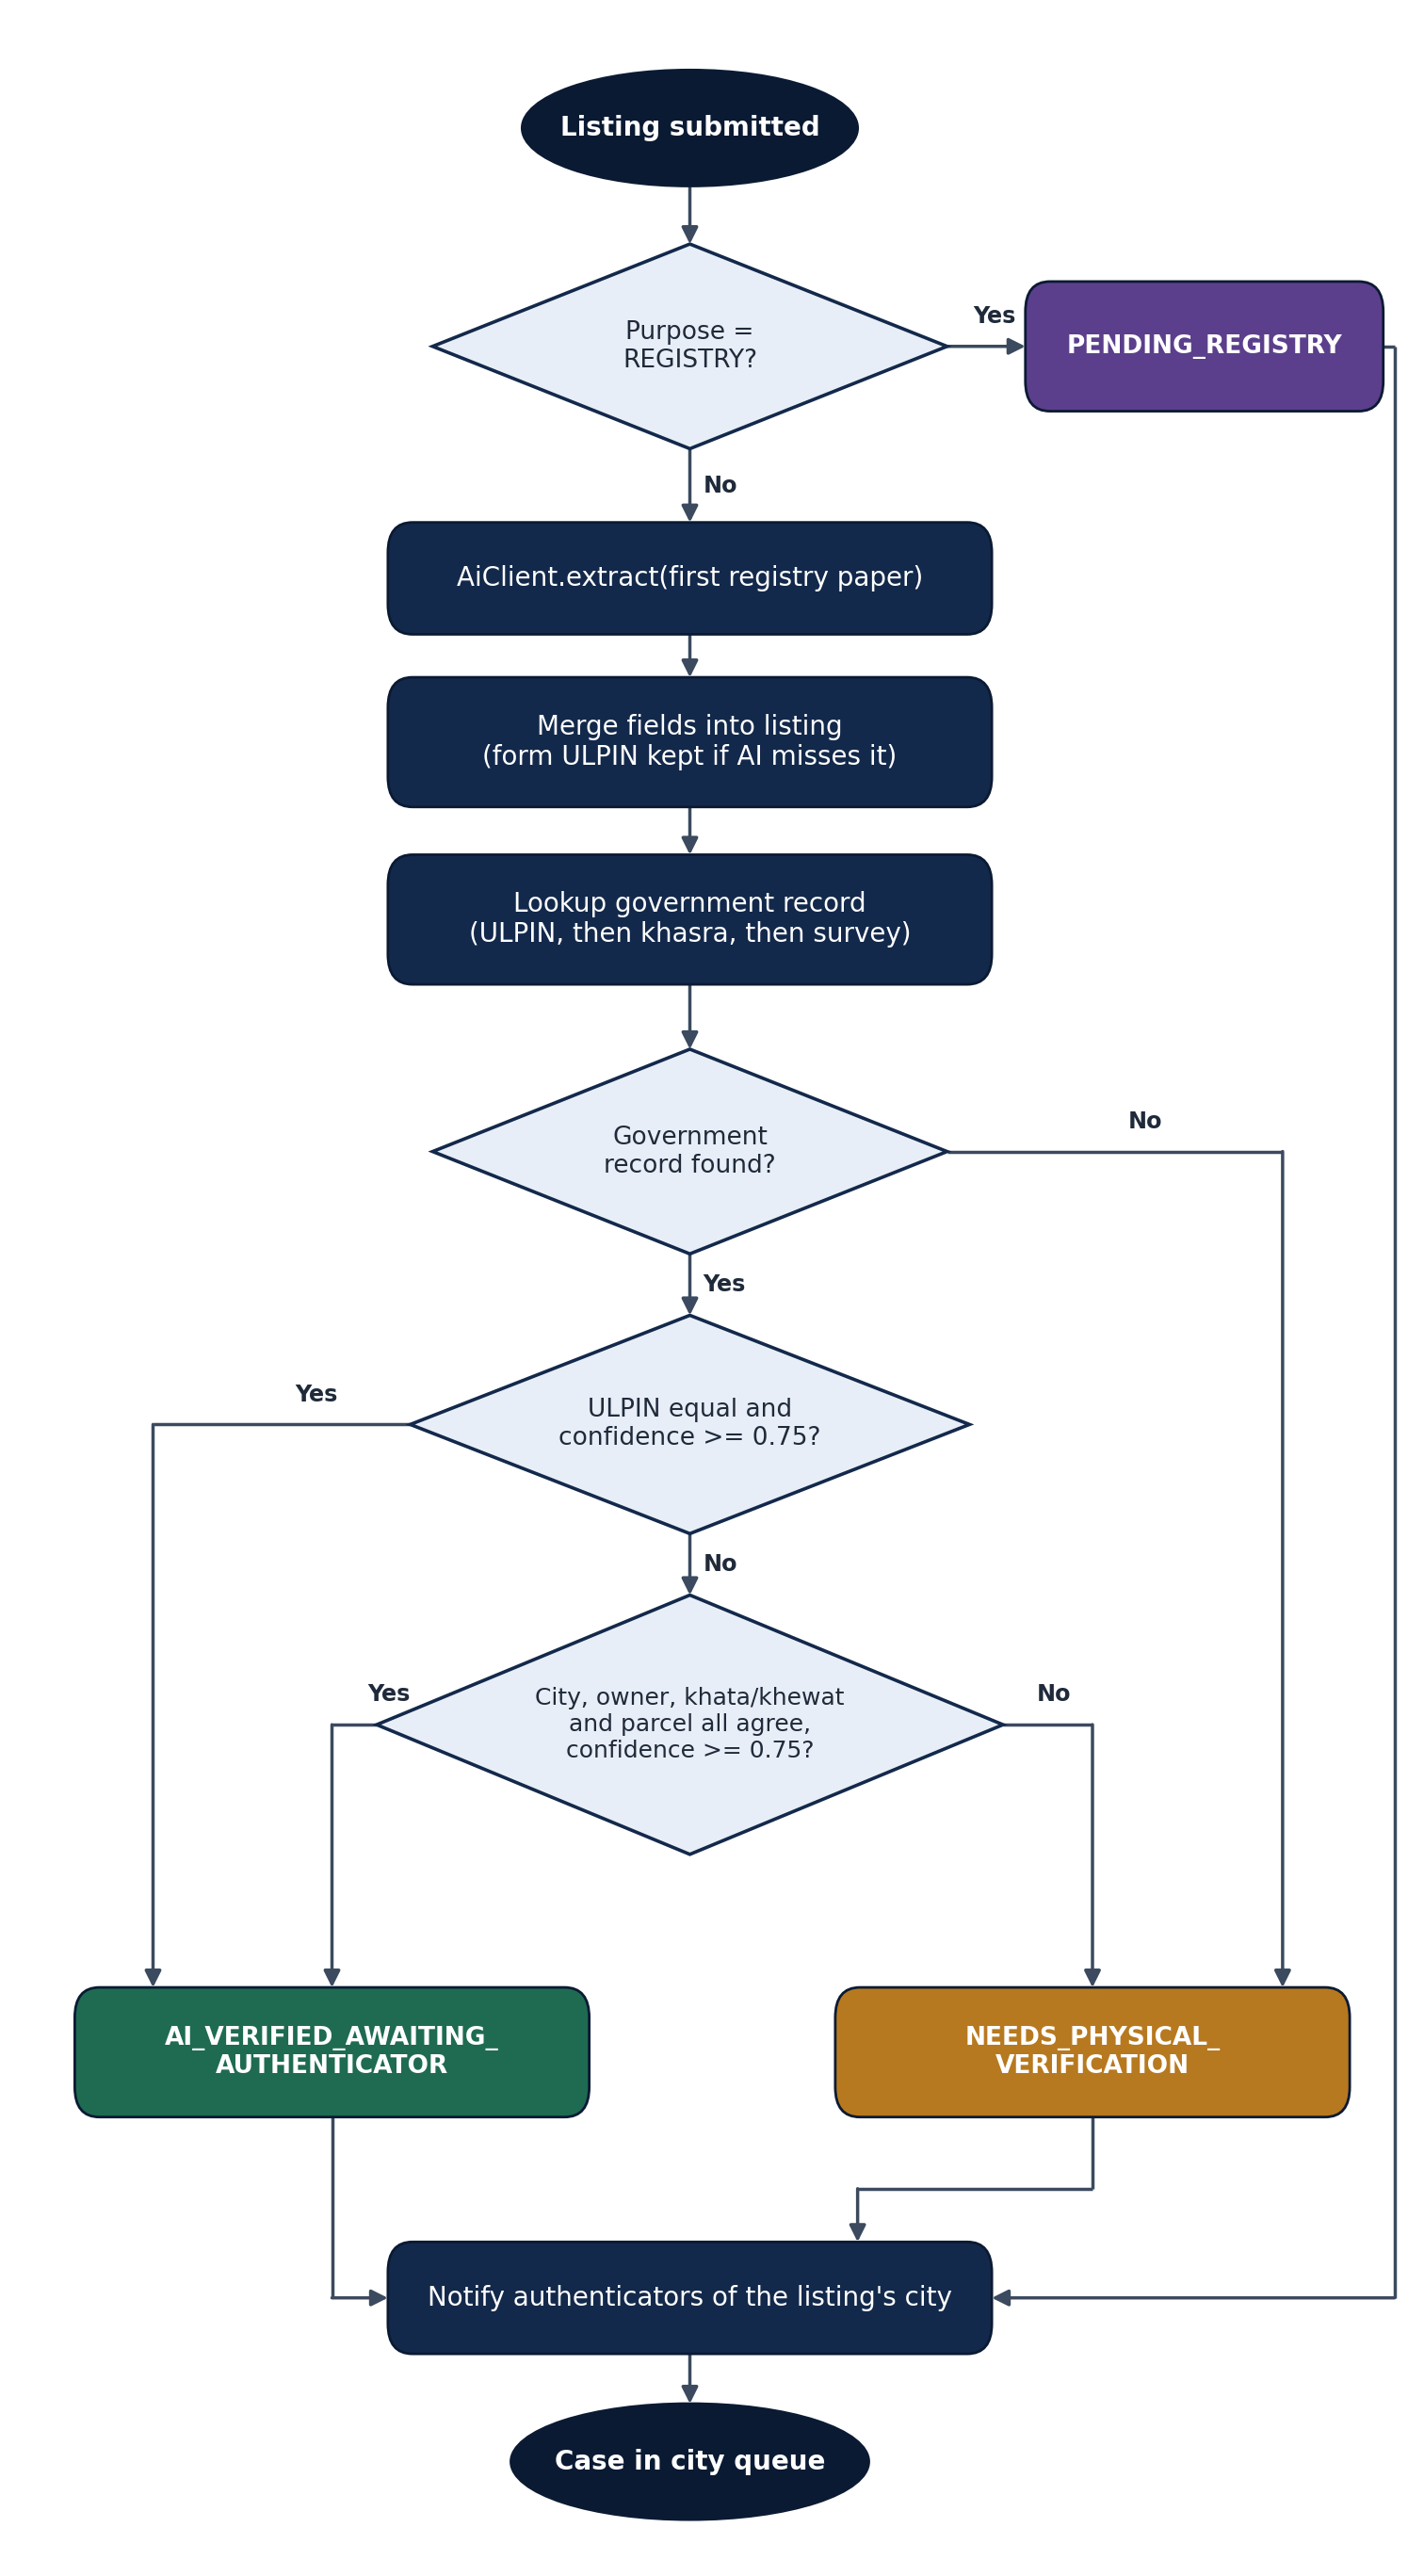 Listing submitted
Purpose =
REGISTRY?
Yes
PENDING_REGISTRY
No
AiClient.extract(first registry paper)
Merge fields into listing
(form ULPIN kept if AI misses it)
Lookup government record
(ULPIN, then khasra, then survey)
Government
record found?
No
Yes
ULPIN equal and
confidence >= 0.75?
Yes
No
City, owner, khata/khewat
and parcel all agree,
confidence >= 0.75?
Yes
No
AI_VERIFIED_AWAITING_
AUTHENTICATOR
NEEDS_PHYSICAL_
VERIFICATION
Notify authenticators of the listing's city
Case in city queue